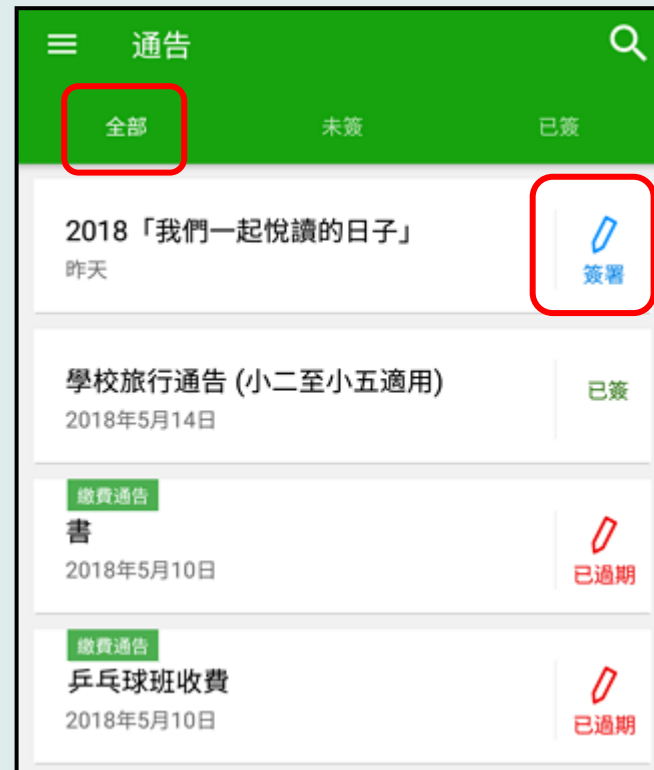 通告
全部 未簽 已簽
2018「我們一起悅讀的日子」
昨天
簽署
學校旅行通告 (小二至小五適用)
2018年5月14日
已簽
繳費通告
書
2018年5月10日
已過期
繳費通告
乒乓球班收費
2018年5月10日
已過期